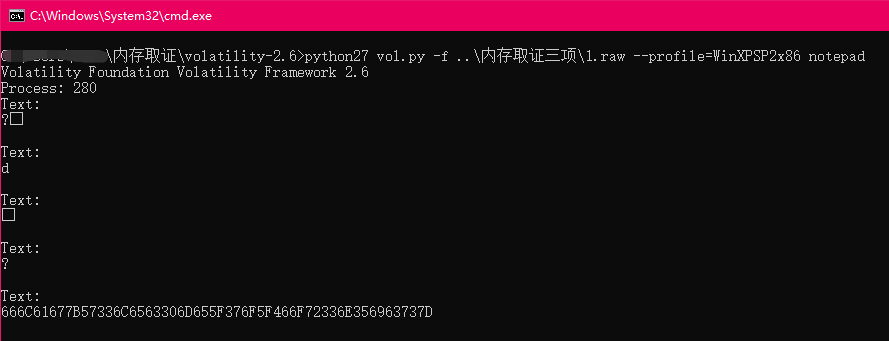 C:\Windows\System32\cmd.exe
\内存取证\volatility-2.6>python27 vol.py -f ..\内存取证三项\1.raw --profile=WinXPSP2x86 notepad
Volatility Foundation Volatility Framework 2.6
Process: 280
Text:
?□
Text:
d
Text:
□
Text:
?
Text:
666C61677B57336C6563306D655F376F5F466F72336E356963737D